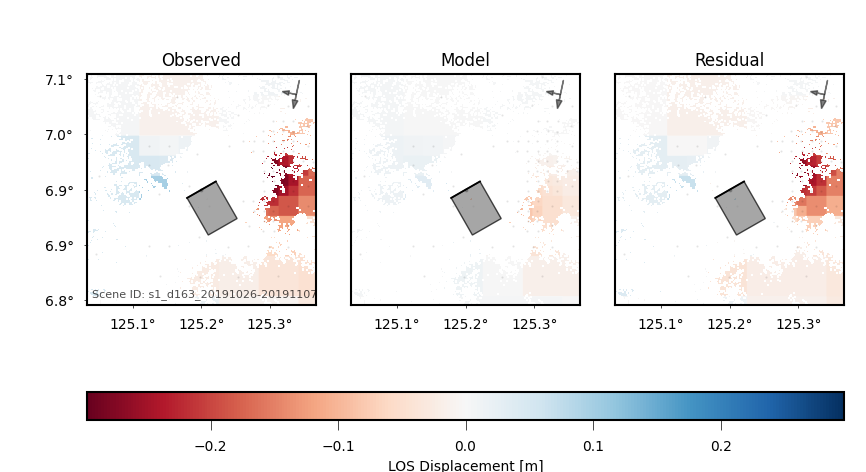 Observed Model Residual
7.1°
7.0°
6.9°
6.9°
6.8°
Scene ID: s1_d163_20191026-20191107
125.1° 125.2° 125.3° 125.1° 125.2° 125.3° 125.1° 125.2° 125.3°
−0.2 −0.1 0.0 0.1 0.2
LOS Displacement [m]